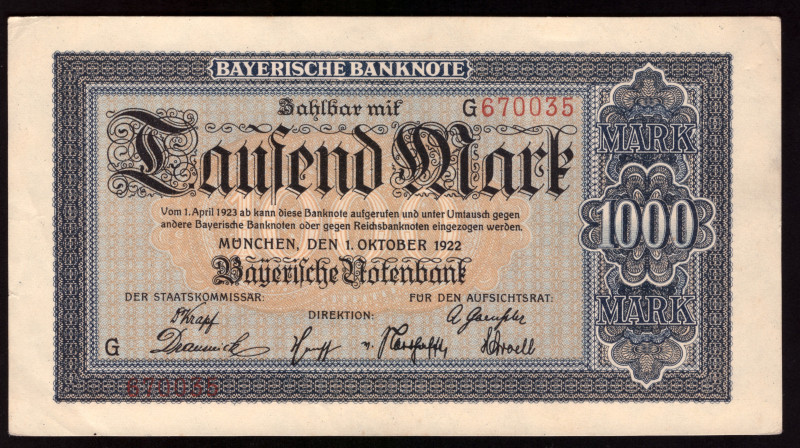 BAYERISCHE BANKNOTE
Zahlbar mit G670035
Tausend Mark
MARK
1000
MARK
Vom 1. April 1923 ab kann diese Banknote aufgerufen und unter Umtausch gegen
andere Bayerische Banknoten oder gegen Reichsbanknoten eingezogen werden.
MÜNCHEN, DEN 1. OKTOBER 1922
Bayerische Notenbank
DER STAATSKOMMISSÄR: FÜR DEN AUFSICHTSRAT:
DIREKTION:
G
670035